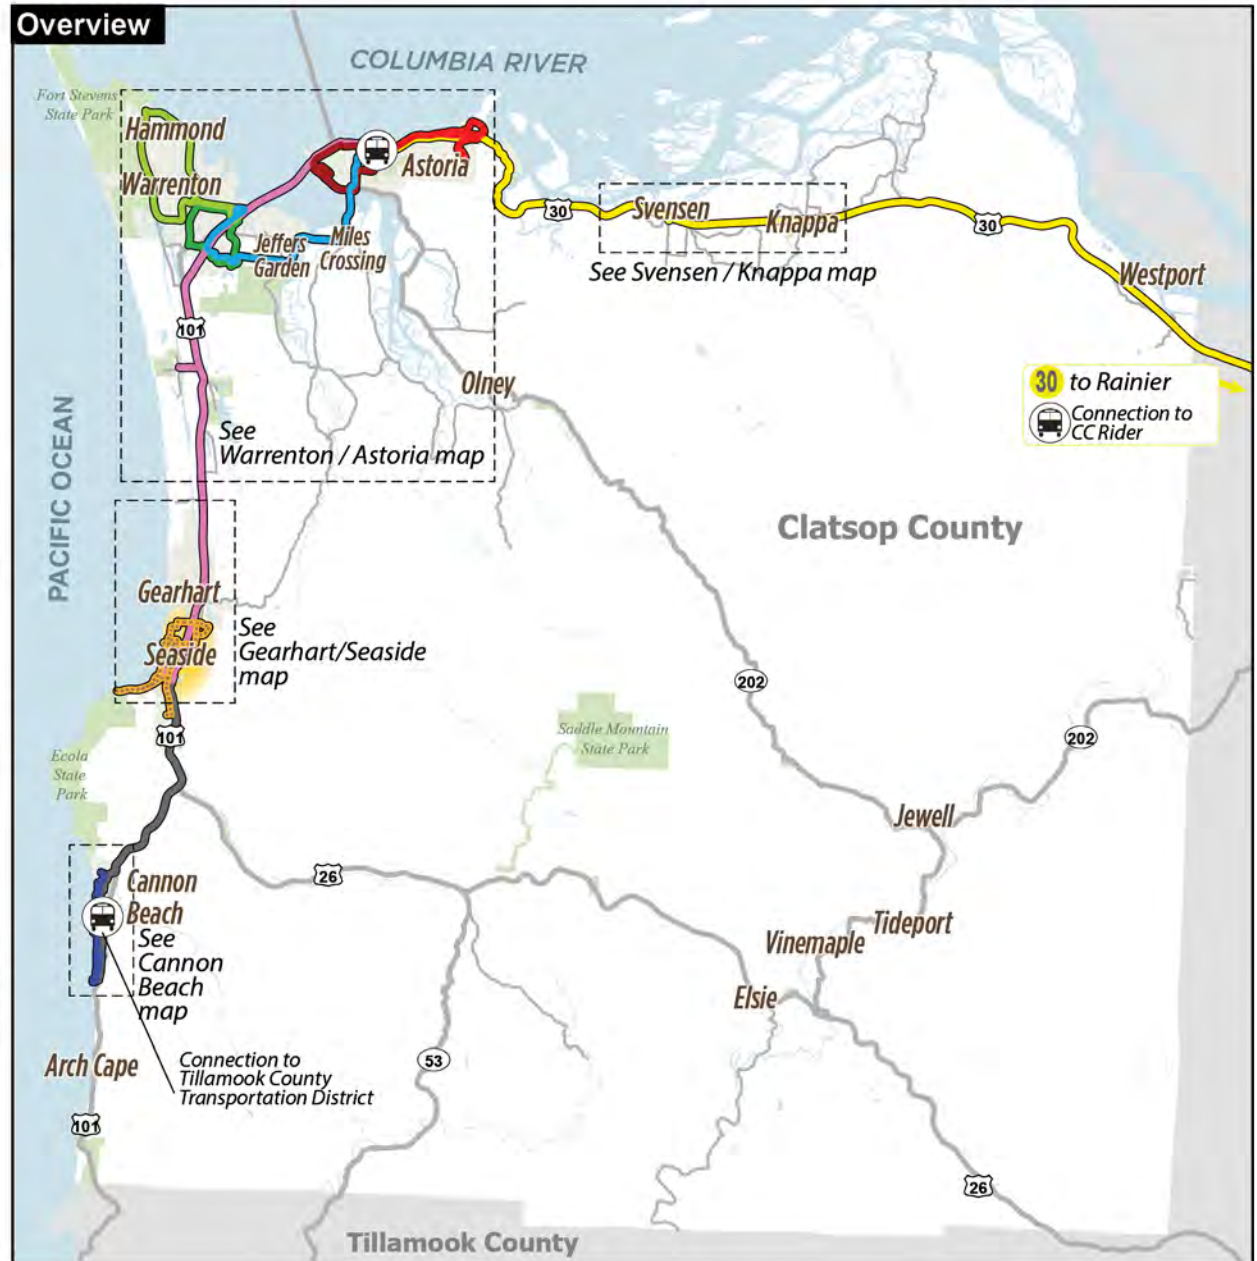 Overview
COLUMBIA RIVER
Fort Stevens
State Park
Hammond
Warrenton
Astoria
Jeffers
Garden
Miles
Crossing
30
Svensen
Knappa
30
See Svensen / Knappa map
Westport
101
Olney
30 to Rainier
Connection to
CC Rider
See
Warrenton / Astoria map
PACIFIC OCEAN
Clatsop County
Gearhart
Seaside
See
Gearhart/Seaside
map
202
101
Saddle Mountain
State Park
202
Ecola
State
Park
Jewell
26
Cannon
Beach
See
Cannon
Beach
map
Tideport
Vinemaple
Elsie
Arch Cape
Connection to
Tillamook County
Transportation District
53
101
26
Tillamook County